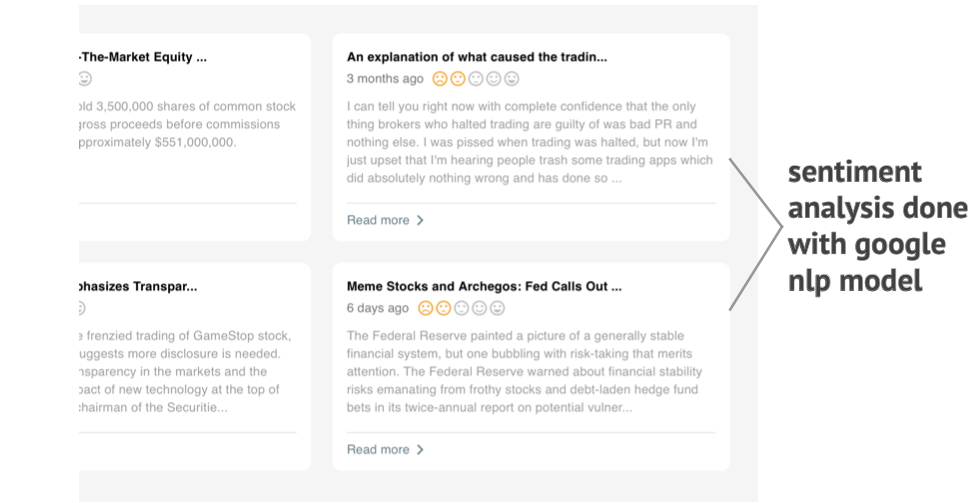 -The-Market Equity ...
old 3,500,000 shares of common stock
gross proceeds before commissions
pproximately $551,000,000.
An explanation of what caused the tradin...
3 months ago
I can tell you right now with complete confidence that the only
thing brokers who halted trading are guilty of was bad PR and
nothing else. I was pissed when trading was halted, but now I'm
just upset that I'm hearing people trash some trading apps which
did absolutely nothing wrong and has done so ...
Read more
phasizes Transpar...
e frenzied trading of GameStop stock,
uggests more disclosure is needed.
nsparency in the markets and the
pact of new technology at the top of
chairman of the Securitie...
Meme Stocks and Archegos: Fed Calls Out ...
6 days ago
The Federal Reserve painted a picture of a generally stable
financial system, but one bubbling with risk-taking that merits
attention. The Federal Reserve warned about financial stability
risks emanating from frothy stocks and debt-laden hedge fund
bets in its twice-annual report on potential vulner...
Read more
sentiment
analysis done
with google
nlp model